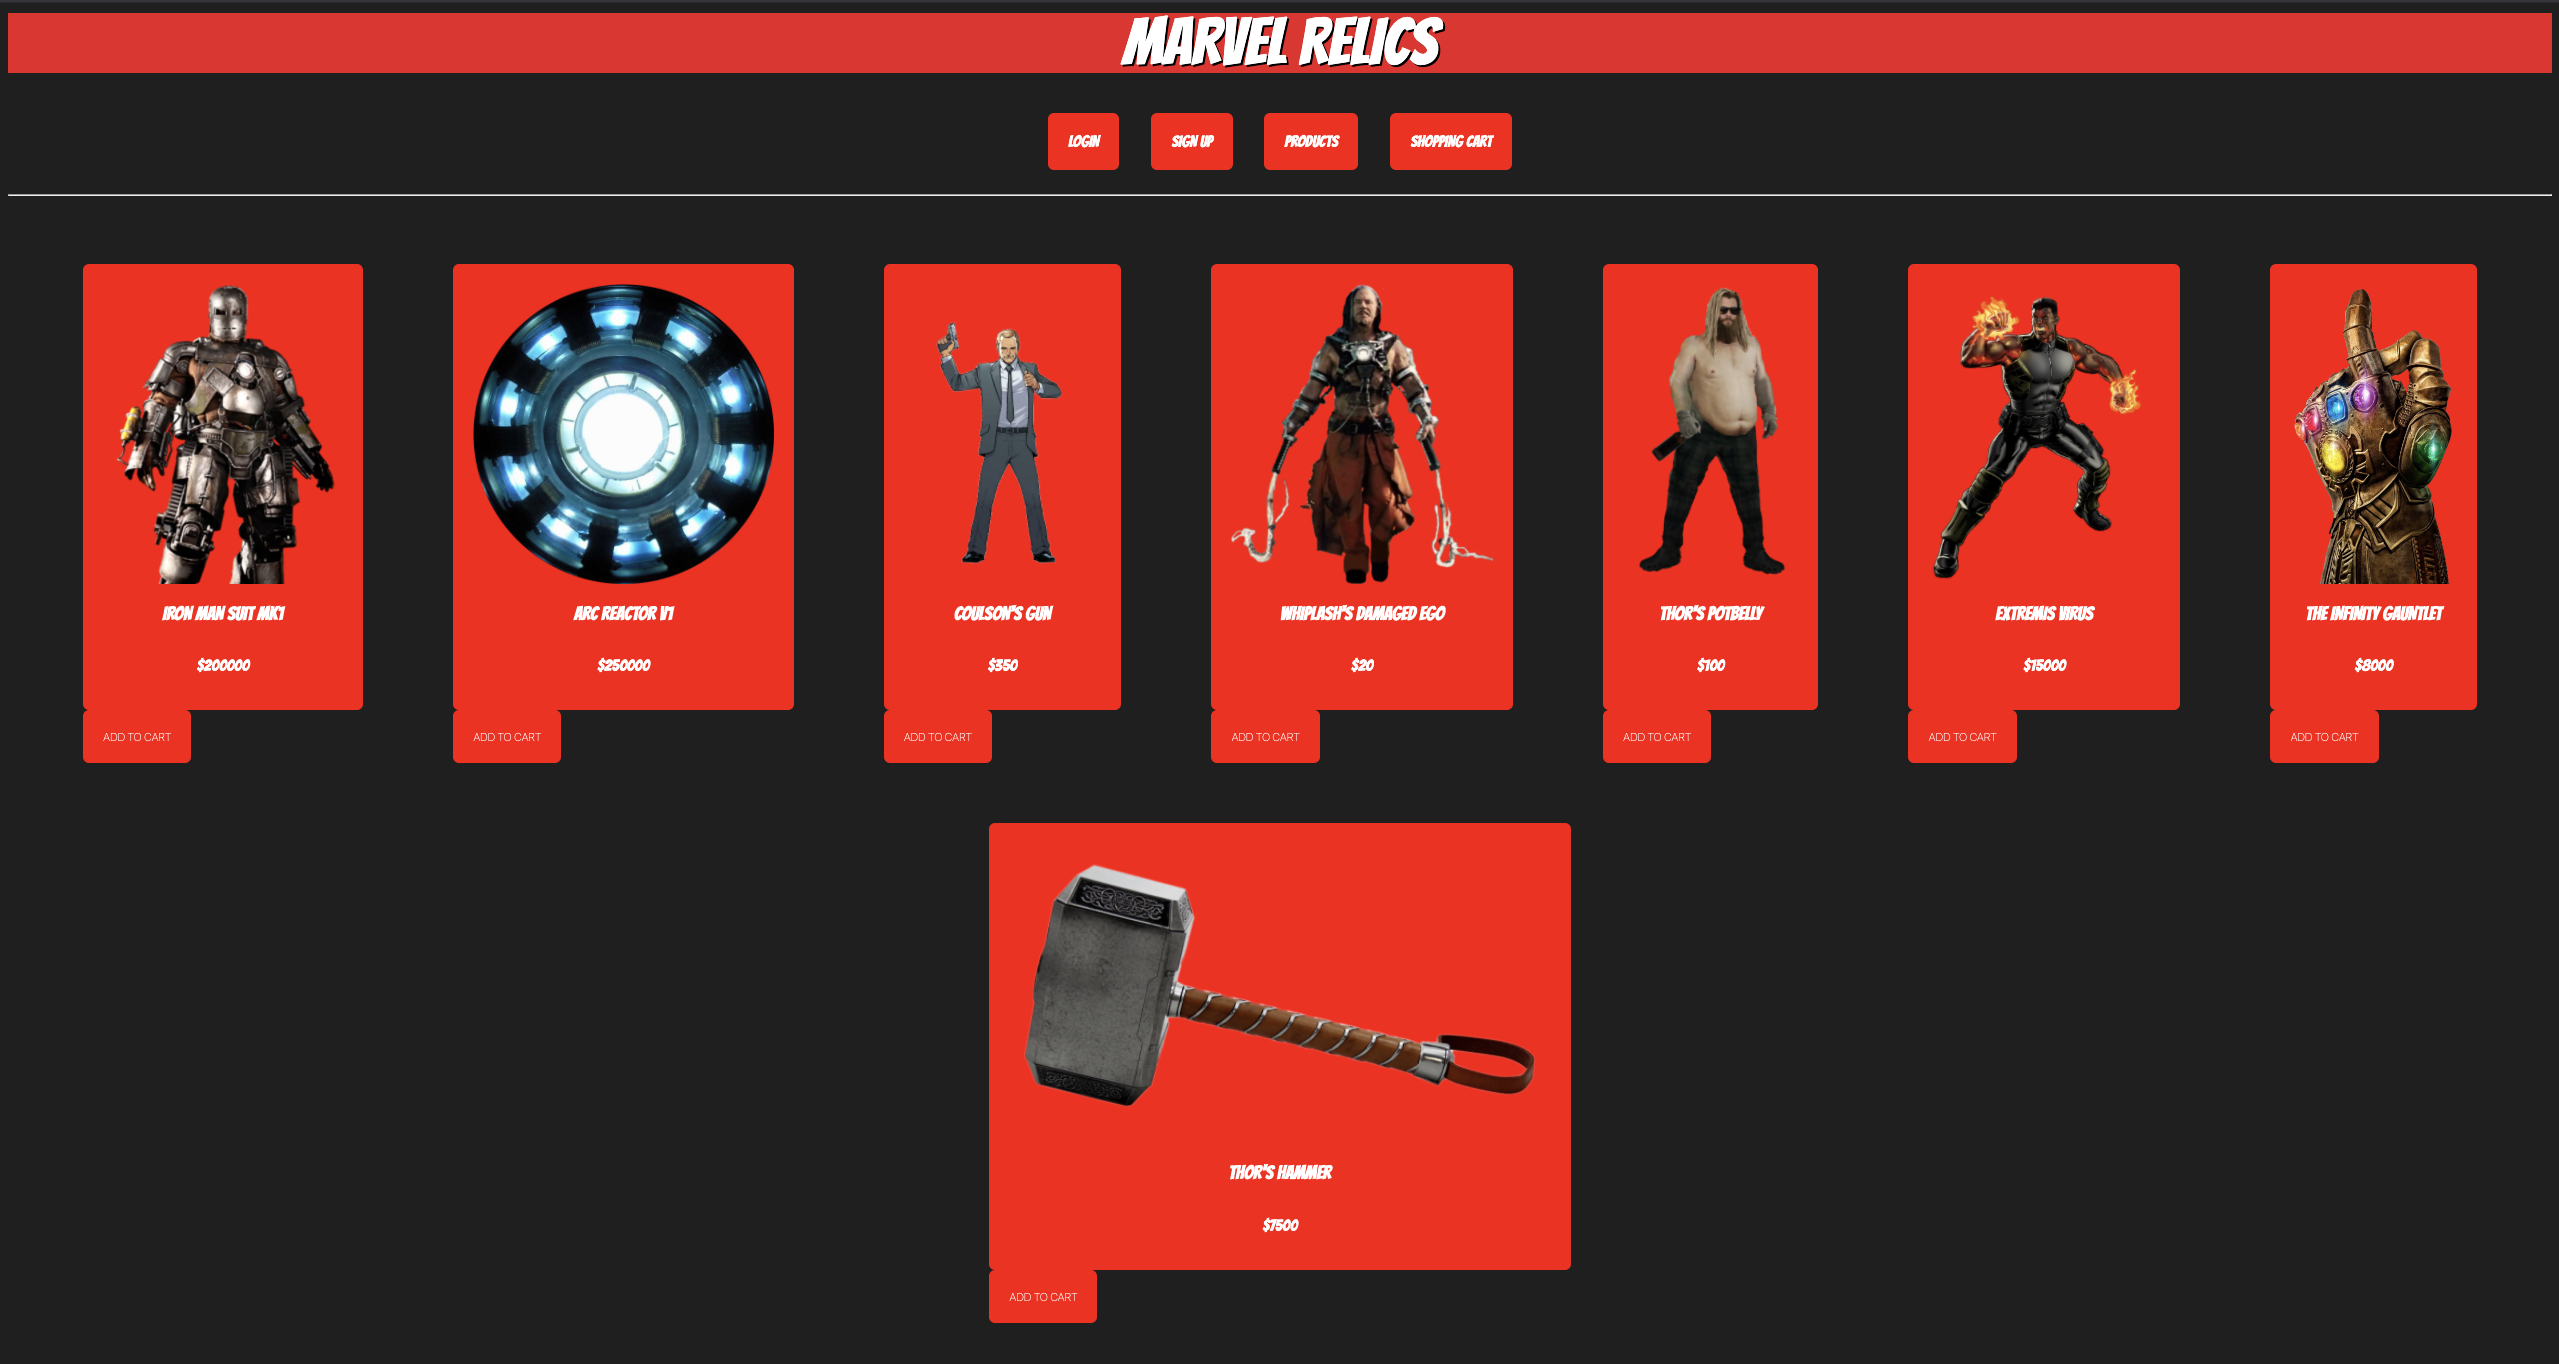 MARVEL RELICS
LOGIN
SIGN UP
PRODUCTS
SHOPPING CART
IRON MAN SUIT MK1
$200000
ADD TO CART
ARC REACTOR V1
$250000
ADD TO CART
COULSON'S GUN
$350
ADD TO CART
WHIPLASH'S DAMAGED EGO
$20
ADD TO CART
THOR'S POTBELLY
$100
ADD TO CART
EXTREMIS VIRUS
$15000
ADD TO CART
THE INFINITY GAUNTLET
$8000
ADD TO CART
THOR'S HAMMER
$7500
ADD TO CART